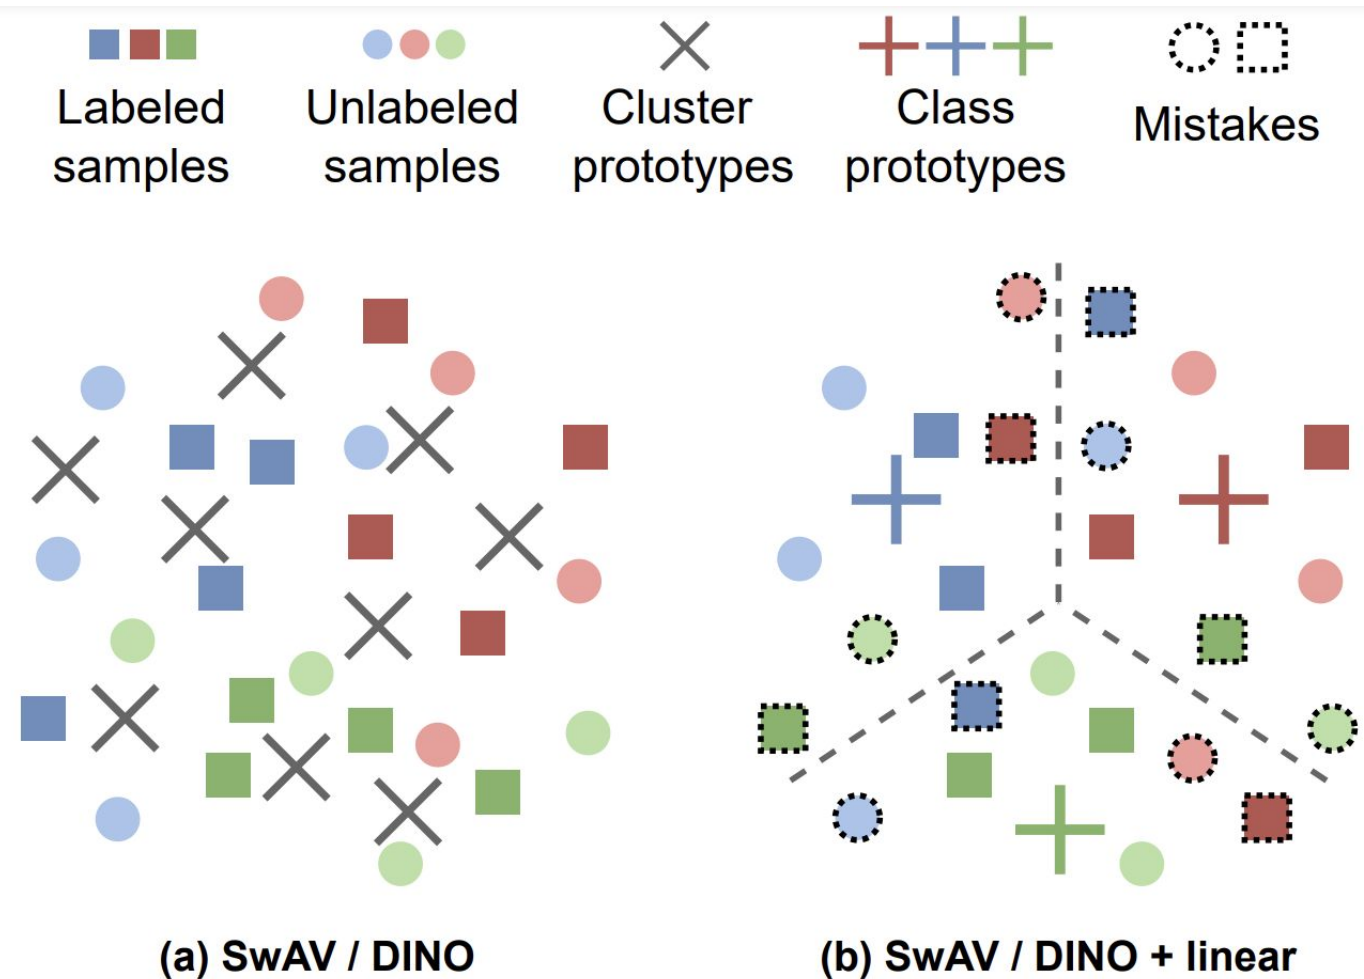 Labeled
samples
Unlabeled
samples
Cluster
prototypes
Class
prototypes
Mistakes
(a) SwAV / DINO
(b) SwAV / DINO + linear